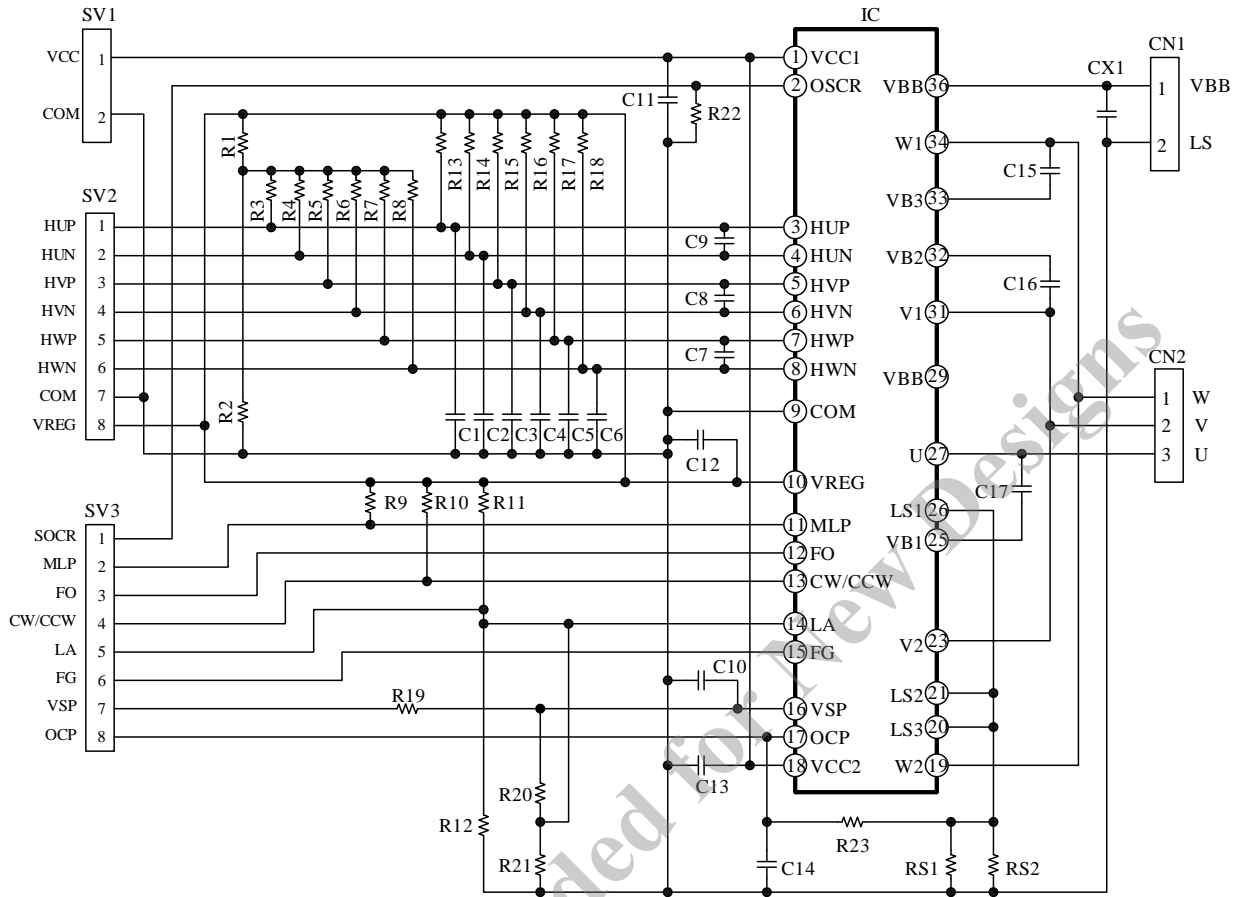 SV1
IC
CN1
VCC 1
1 VCC1
CX1
2 OSCR
VBB 36
1 VBB
C11
R22
COM 2
R1
W1 34
2 LS
R13
R14
R15
R16
R17
R18
C15
SV2
R3
R4
R5
R6
R7
R8
VB3 33
HUP 1
3 HUP
C9
HUN 2
4 HUN
VB2 32
HVP 3
5 HVP
C8
C16
HVN 4
6 HVN
V1 31
HWP 5
7 HWP
C7
CN2
HWN 6
8 HWN
VBB 29
COM 7
R2
9 COM
1 W
VREG 8
C1
C2
C3
C4
C5
C6
2 V
C12
U 27
3 U
10 VREG
C17
SV3
R9
R10
R11
LS1 26
SOCR 1
11 MLP
VB1 25
MLP 2
12 FO
FO 3
13 CW/CCW
CW/CCW 4
14 LA
V2 23
LA 5
15 FG
FG 6
C10
LS2 21
VSP 7
R19
16 VSP
LS3 20
OCP 8
17 OCP
18 VCC2
W2 19
C13
R20
R12
R21
C14
R23
RS1
RS2
ded for New Designs